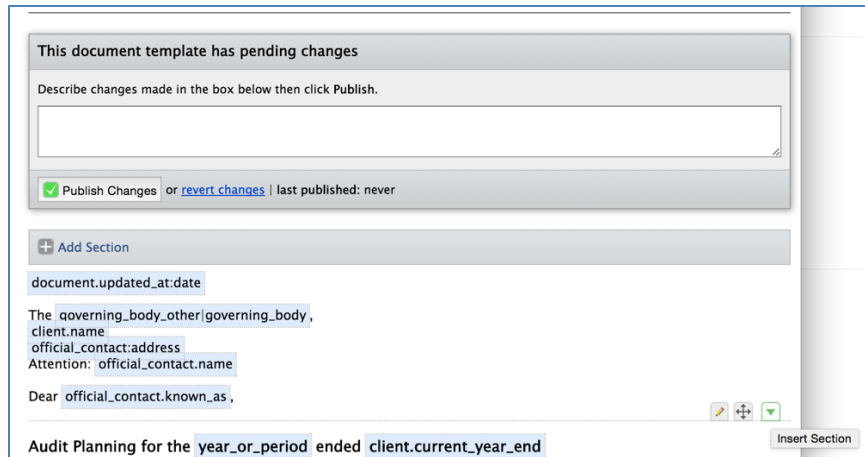 This document template has pending changes
Describe changes made in the box below then click Publish.
Publish Changes or revert changes | last published: never
Add Section
document.updated_at:date
The governing_body_other|governing_body,
client.name
official_contact:address
Attention: official_contact.name
Dear official_contact.known_as,
Insert Section
Audit Planning for the year_or_period ended client.current_year_end